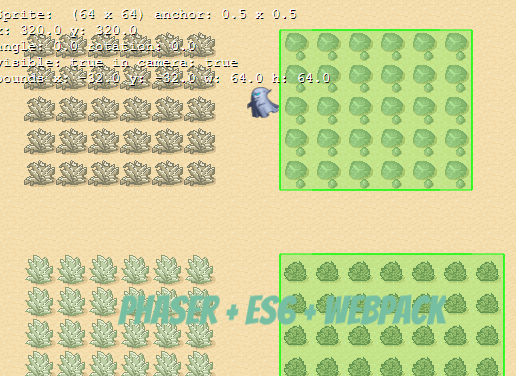 Sprite: (64 x 64) anchor: 0.5 x 0.5
x: 320.0 y: 320.0
angle: 0.0 rotation: 0.0
visible: true in camera: true
bounds x: -32.0 y: -32.0 w: 64.0 h: 64.0
PHASER + ES6 + WEBPACK